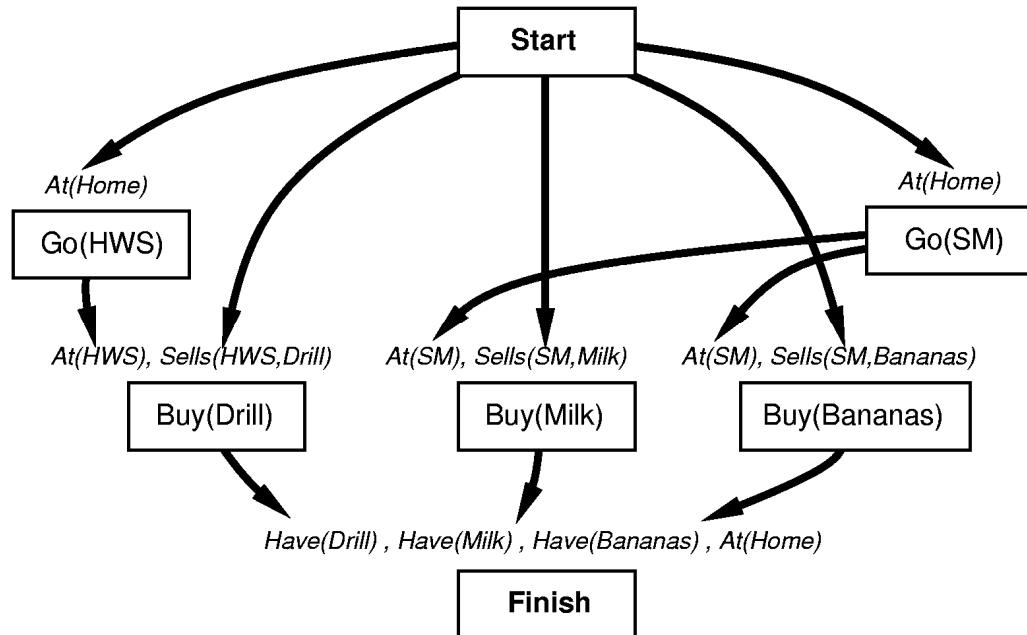 Start
At(Home)
At(Home)
Go(HWS)
Go(SM)
At(HWS), Sells(HWS,Drill)
At(SM), Sells(SM,Milk)
At(SM), Sells(SM,Bananas)
Buy(Drill)
Buy(Milk)
Buy(Bananas)
Have(Drill) , Have(Milk) , Have(Bananas) , At(Home)
Finish